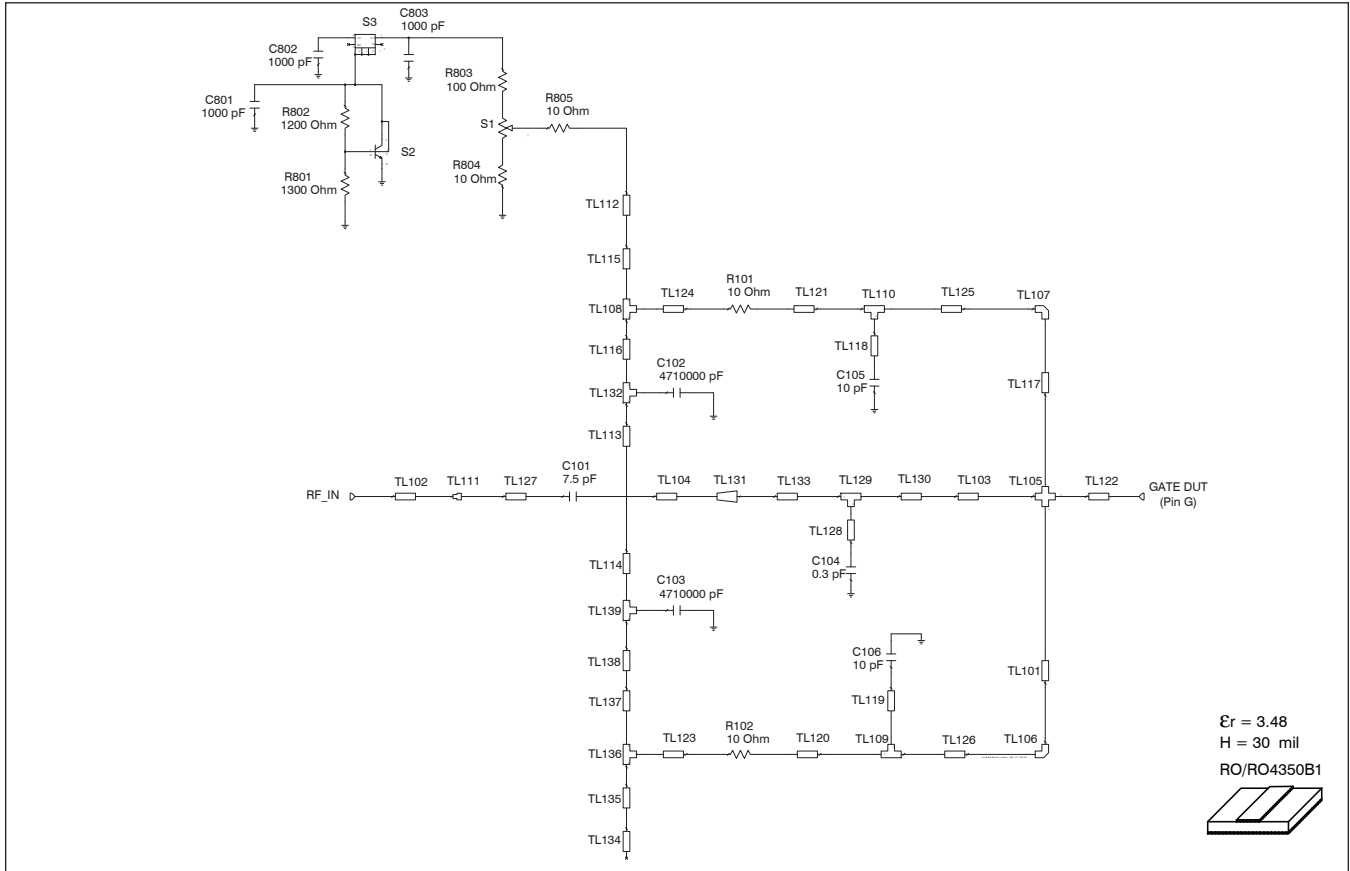 S3
C803
1000 pF
C802
1000 pF
R803
100 Ohm
C801
1000 pF
R802
1200 Ohm
R805
10 Ohm
S1
S2
R804
10 Ohm
R801
1300 Ohm
TL112
TL115
TL108
TL124
R101
10 Ohm
TL121
TL110
TL125
TL107
TL116
TL118
C102
4710000 pF
C105
10 pF
TL117
TL132
TL113
RF_IN
TL102
TL111
TL127
C101
7.5 pF
TL104
TL131
TL133
TL129
TL130
TL103
TL105
TL122
GATE DUT
(Pin G)
TL128
C104
0.3 pF
TL114
C103
4710000 pF
TL139
TL138
C106
10 pF
TL101
TL137
TL119
TL136
TL123
R102
10 Ohm
TL120
TL109
TL126
TL106
TL135
TL134
εr = 3.48
H = 30 mil
RO/RO4350B1